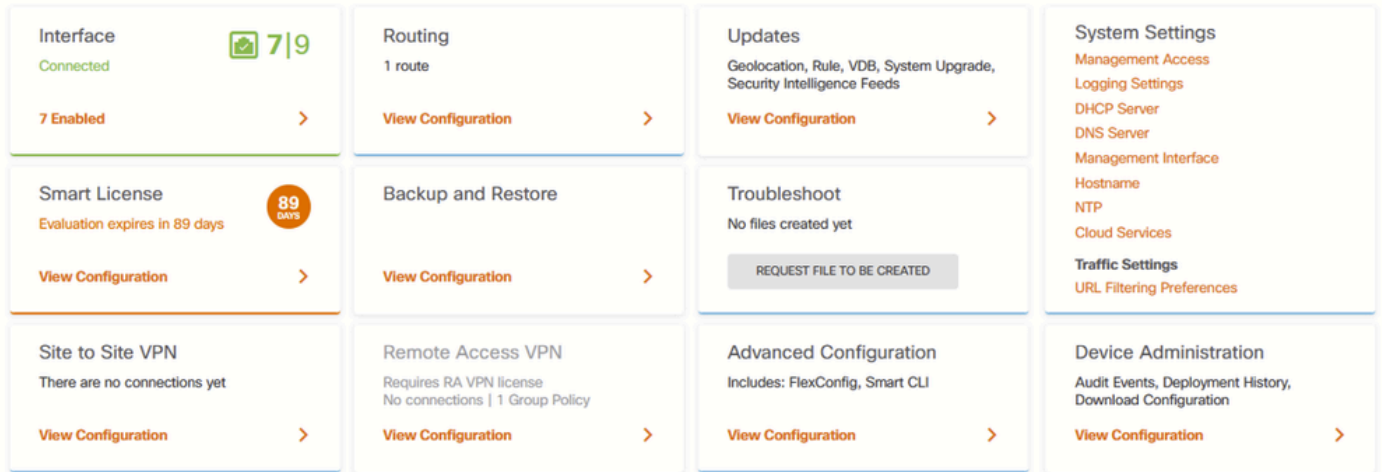 Interface
7|9
Connected
7 Enabled
Routing
1 route
View Configuration
Updates
Geolocation, Rule, VDB, System Upgrade,
Security Intelligence Feeds
View Configuration
System Settings
Management Access
Logging Settings
DHCP Server
DNS Server
Management Interface
Hostname
NTP
Cloud Services
Traffic Settings
URL Filtering Preferences
Smart License
89
DAYS
Evaluation expires in 89 days
View Configuration
Backup and Restore
View Configuration
Troubleshoot
No files created yet
REQUEST FILE TO BE CREATED
Site to Site VPN
There are no connections yet
View Configuration
Remote Access VPN
Requires RA VPN license
No connections | 1 Group Policy
View Configuration
Advanced Configuration
Includes: FlexConfig, Smart CLI
View Configuration
Device Administration
Audit Events, Deployment History,
Download Configuration
View Configuration